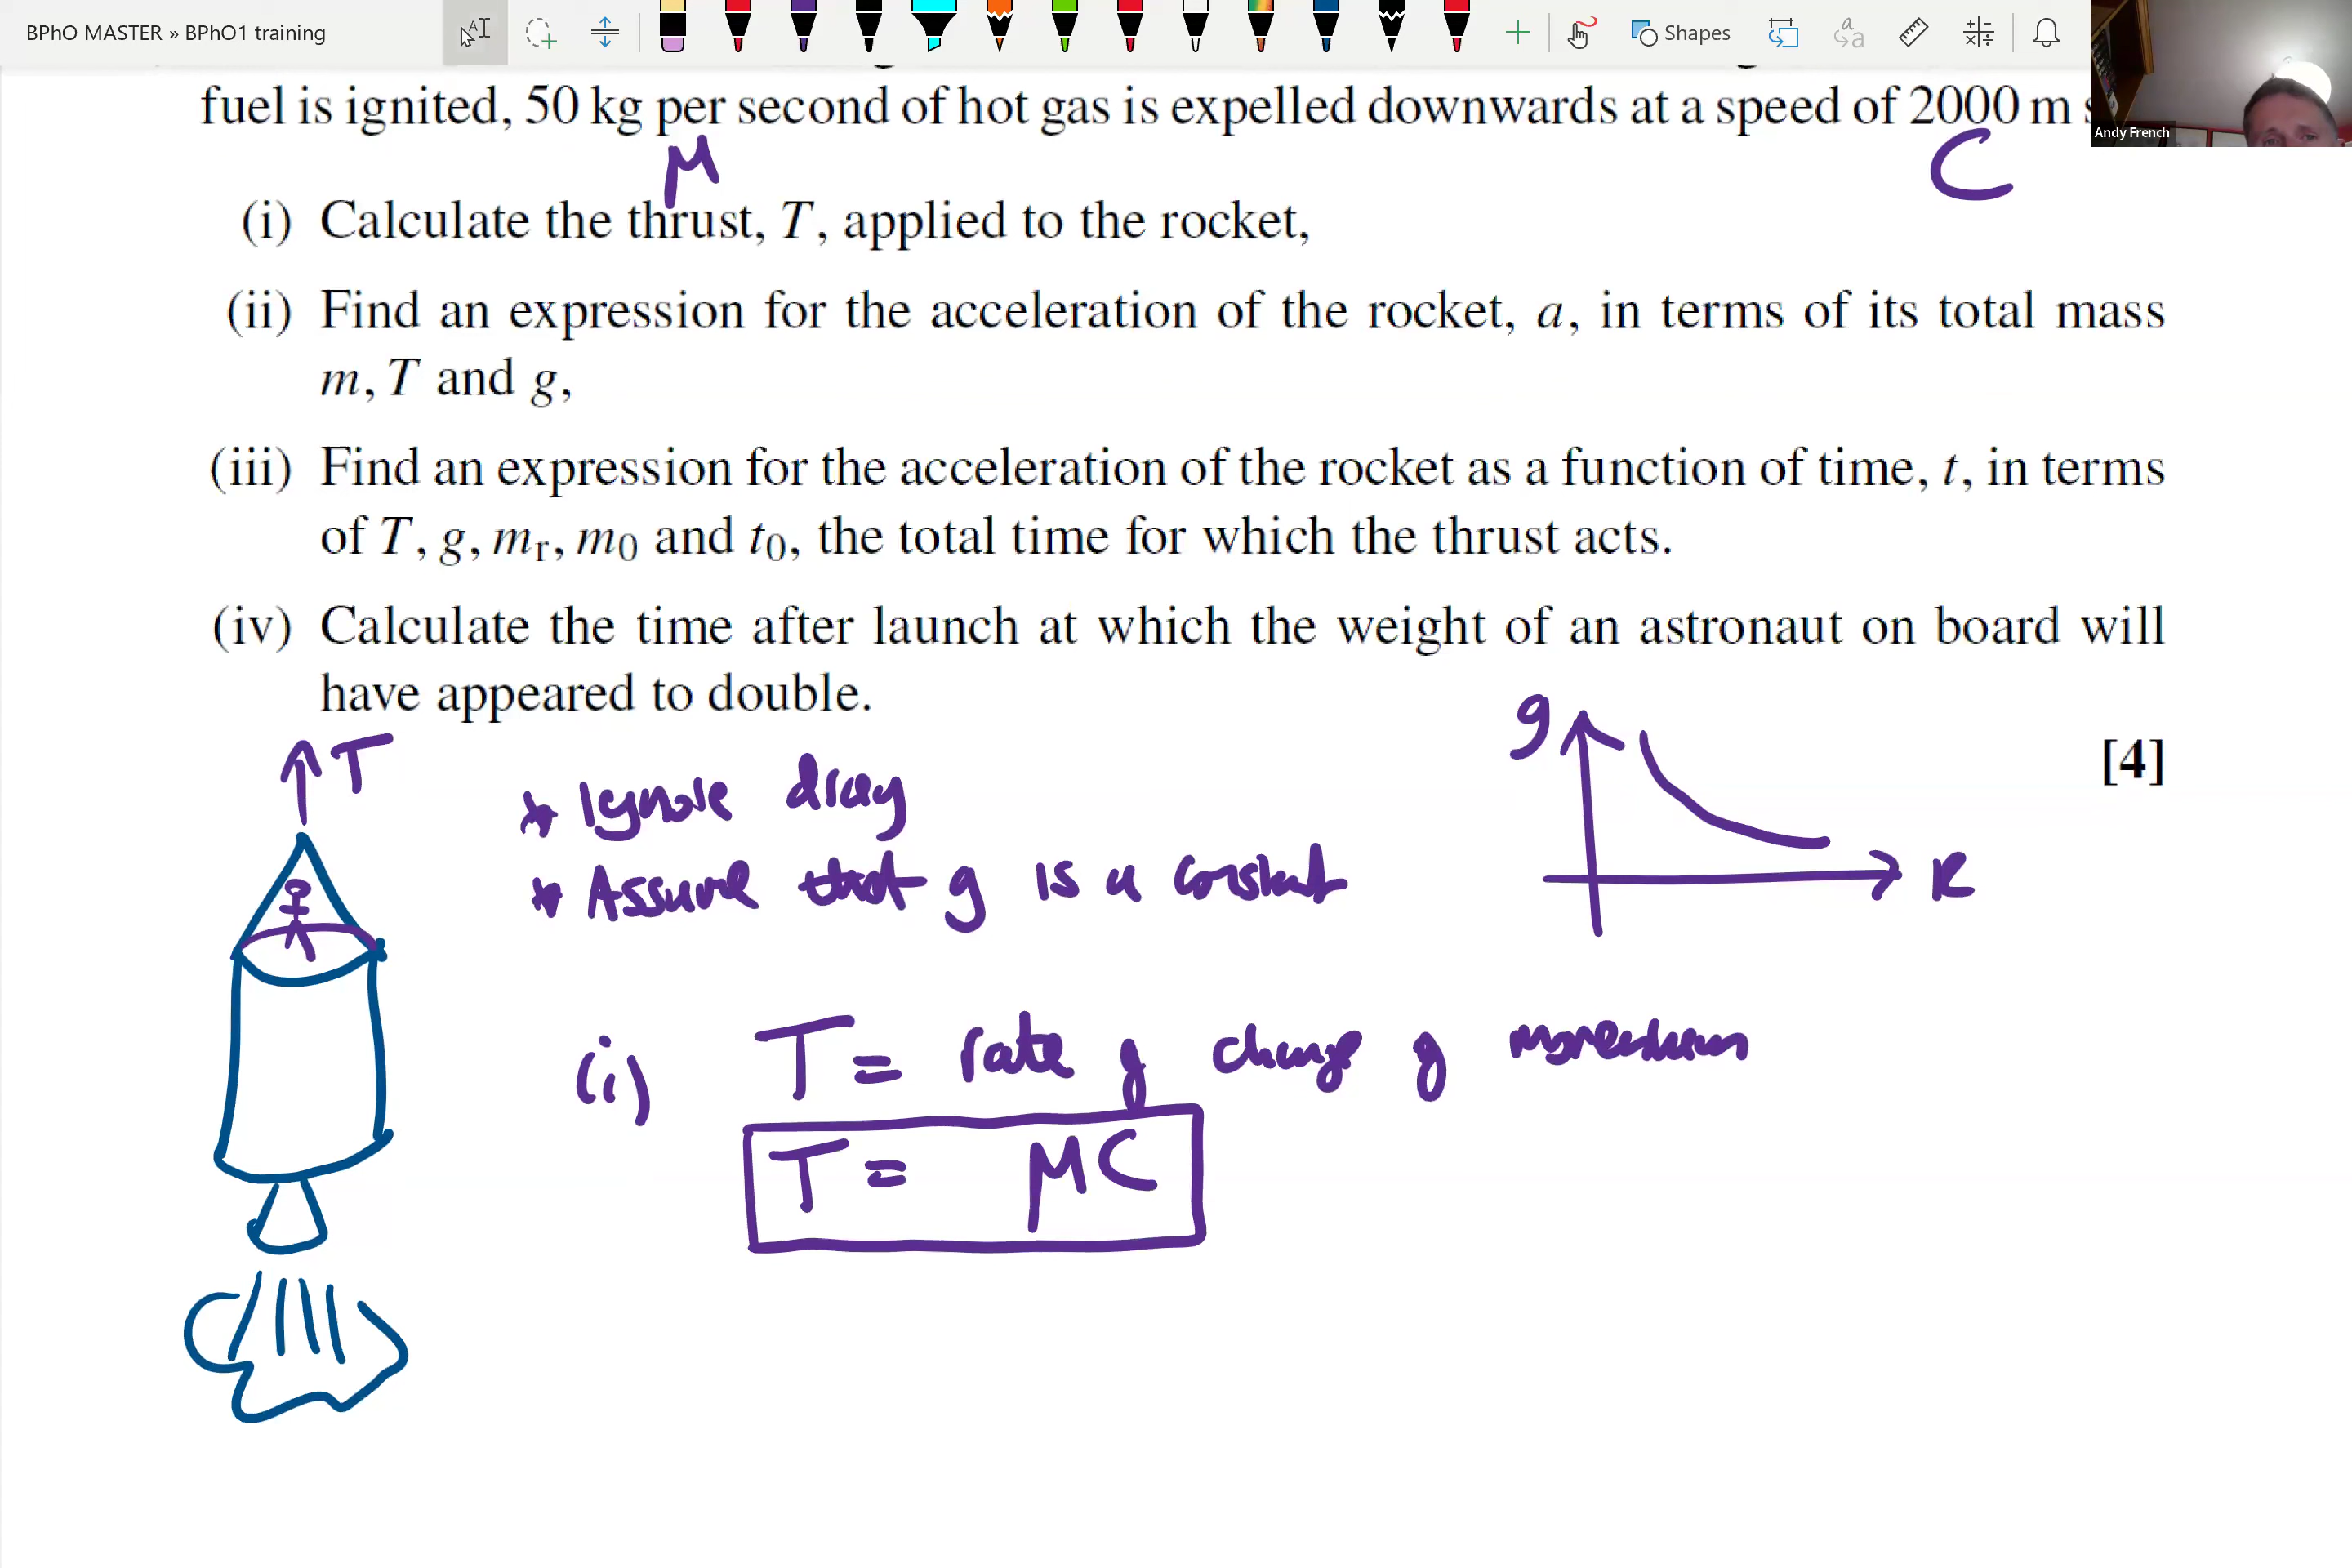 BPhO MASTER » BPhO1 training
Shapes
Andy French
fuel is ignited, 50 kg per second of hot gas is expelled downwards at a speed of 2000 m
μ
C
(i) Calculate the thrust, T, applied to the rocket,
(ii) Find an expression for the acceleration of the rocket, a, in terms of its total mass
m, T and g,
(iii) Find an expression for the acceleration of the rocket as a function of time, t, in terms
of T, g, mr, m0 and t0, the total time for which the thrust acts.
(iv) Calculate the time after launch at which the weight of an astronaut on board will
have appeared to double.
[4]
T
g
R
* Ignore drag
* Assume that g is a constant
(i) T = rate of change of momentum
T = μC